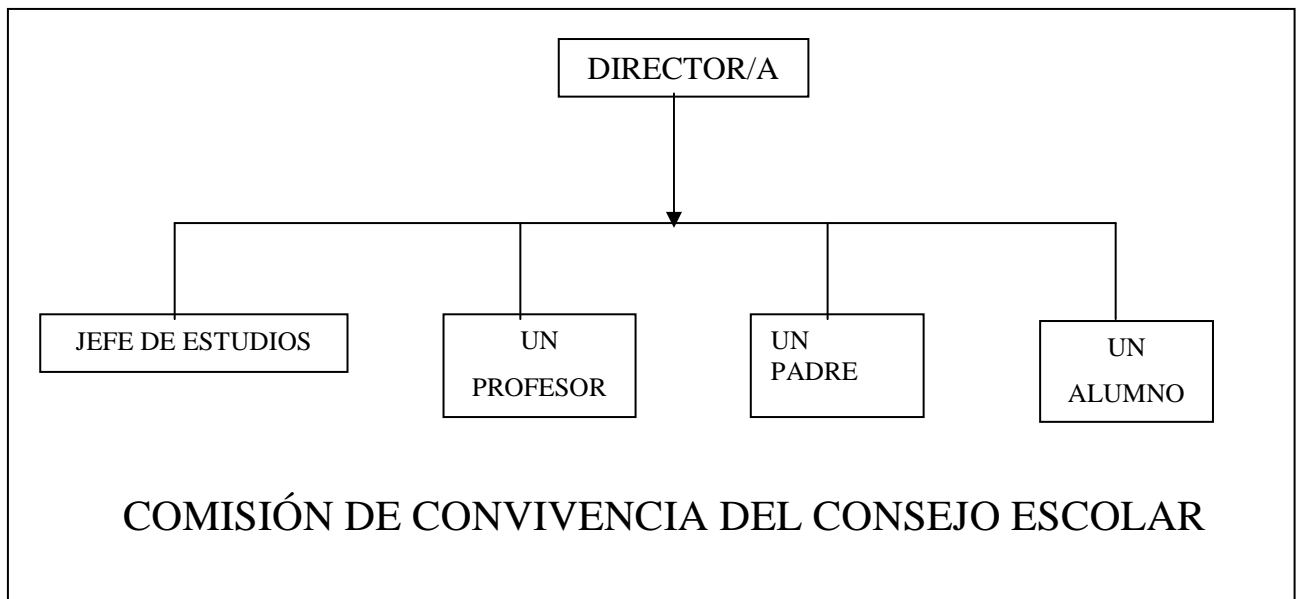 DIRECTOR/A
JEFE DE ESTUDIOS
UN
PROFESOR
UN
PADRE
UN
ALUMNO
COMISIÓN DE CONVIVENCIA DEL CONSEJO ESCOLAR